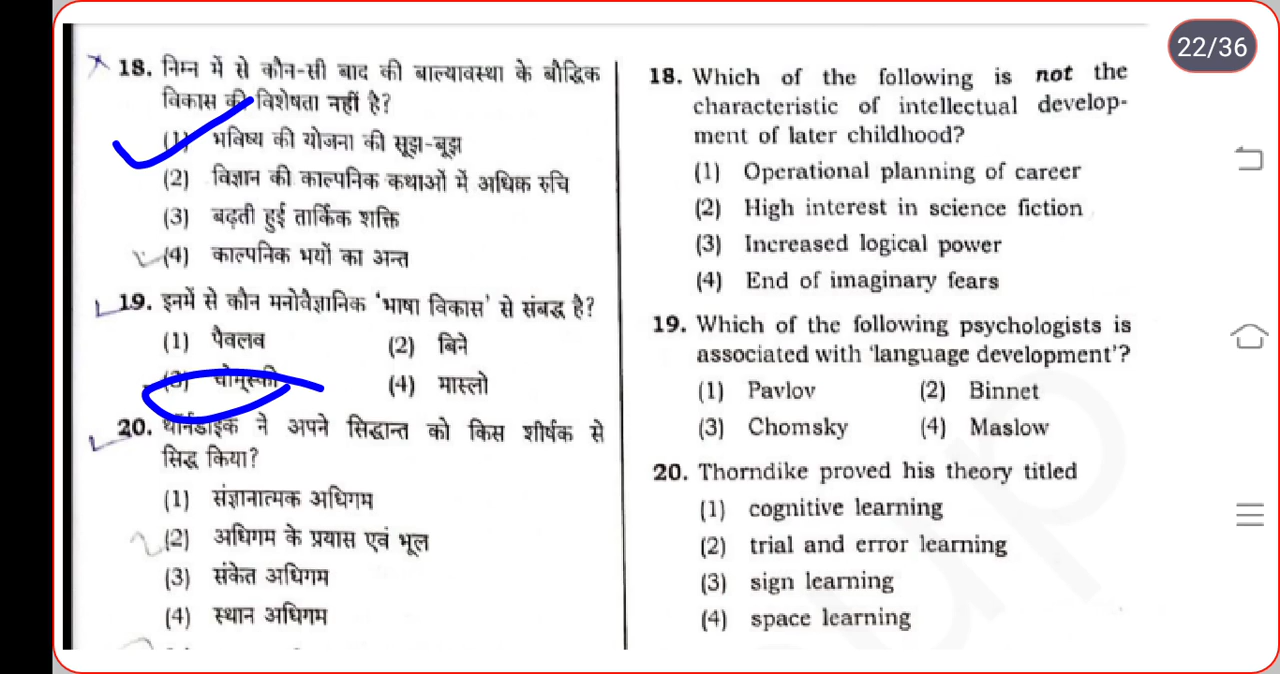 22/36
18. निम्न में से कौन-सी बाद की बाल्यावस्था के बौद्धिक
विकास की विशेषता नहीं है?
(1) भविष्य की योजना की सूझ-बूझ
(2) विज्ञान की काल्पनिक कथाओं में अधिक रुचि
(3) बढ़ती हुई तार्किक शक्ति
(4) काल्पनिक भयों का अन्त
19. इनमें से कौन मनोवैज्ञानिक 'भाषा विकास' से संबद्ध है?
(1) पैवलव (2) बिने
(3) चोम्स्की (4) मास्लो
20. थॉर्नडाइक ने अपने सिद्धान्त को किस शीर्षक से
सिद्ध किया?
(1) संज्ञानात्मक अधिगम
(2) अधिगम के प्रयास एवं भूल
(3) संकेत अधिगम
(4) स्थान अधिगम
18. Which of the following is not the
characteristic of intellectual develop-
ment of later childhood?
(1) Operational planning of career
(2) High interest in science fiction
(3) Increased logical power
(4) End of imaginary fears
19. Which of the following psychologists is
associated with 'language development'?
(1) Pavlov (2) Binnet
(3) Chomsky (4) Maslow
20. Thorndike proved his theory titled
(1) cognitive learning
(2) trial and error learning
(3) sign learning
(4) space learning